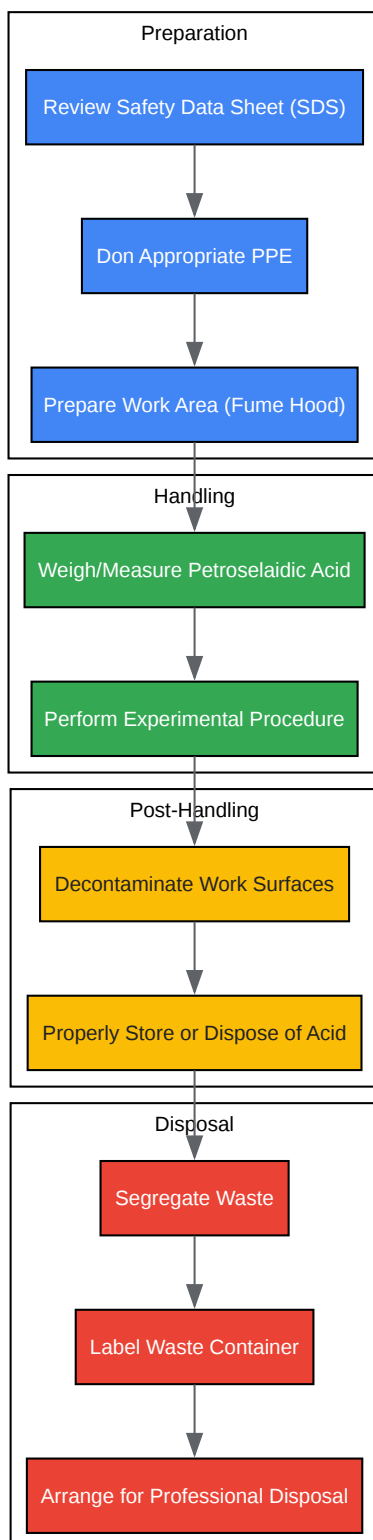 Preparation
Review Safety Data Sheet (SDS)
Don Appropriate PPE
Prepare Work Area (Fume Hood)
Handling
Weigh/Measure Petroselaidic Acid
Perform Experimental Procedure
Post-Handling
Decontaminate Work Surfaces
Properly Store or Dispose of Acid
Disposal
Segregate Waste
Label Waste Container
Arrange for Professional Disposal